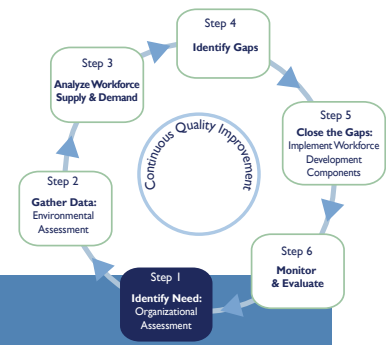 Step 4
Identify Gaps
Step 3
Analyze Workforce
Supply & Demand
Step 5
Close the Gaps:
Implement Workforce
Development
Components
Continuous Quality Improvement
Step 2
Gather Data:
Environmental
Assessment
Step 6
Monitor
& Evaluate
Step 1
Identify Need:
Organizational
Assessment